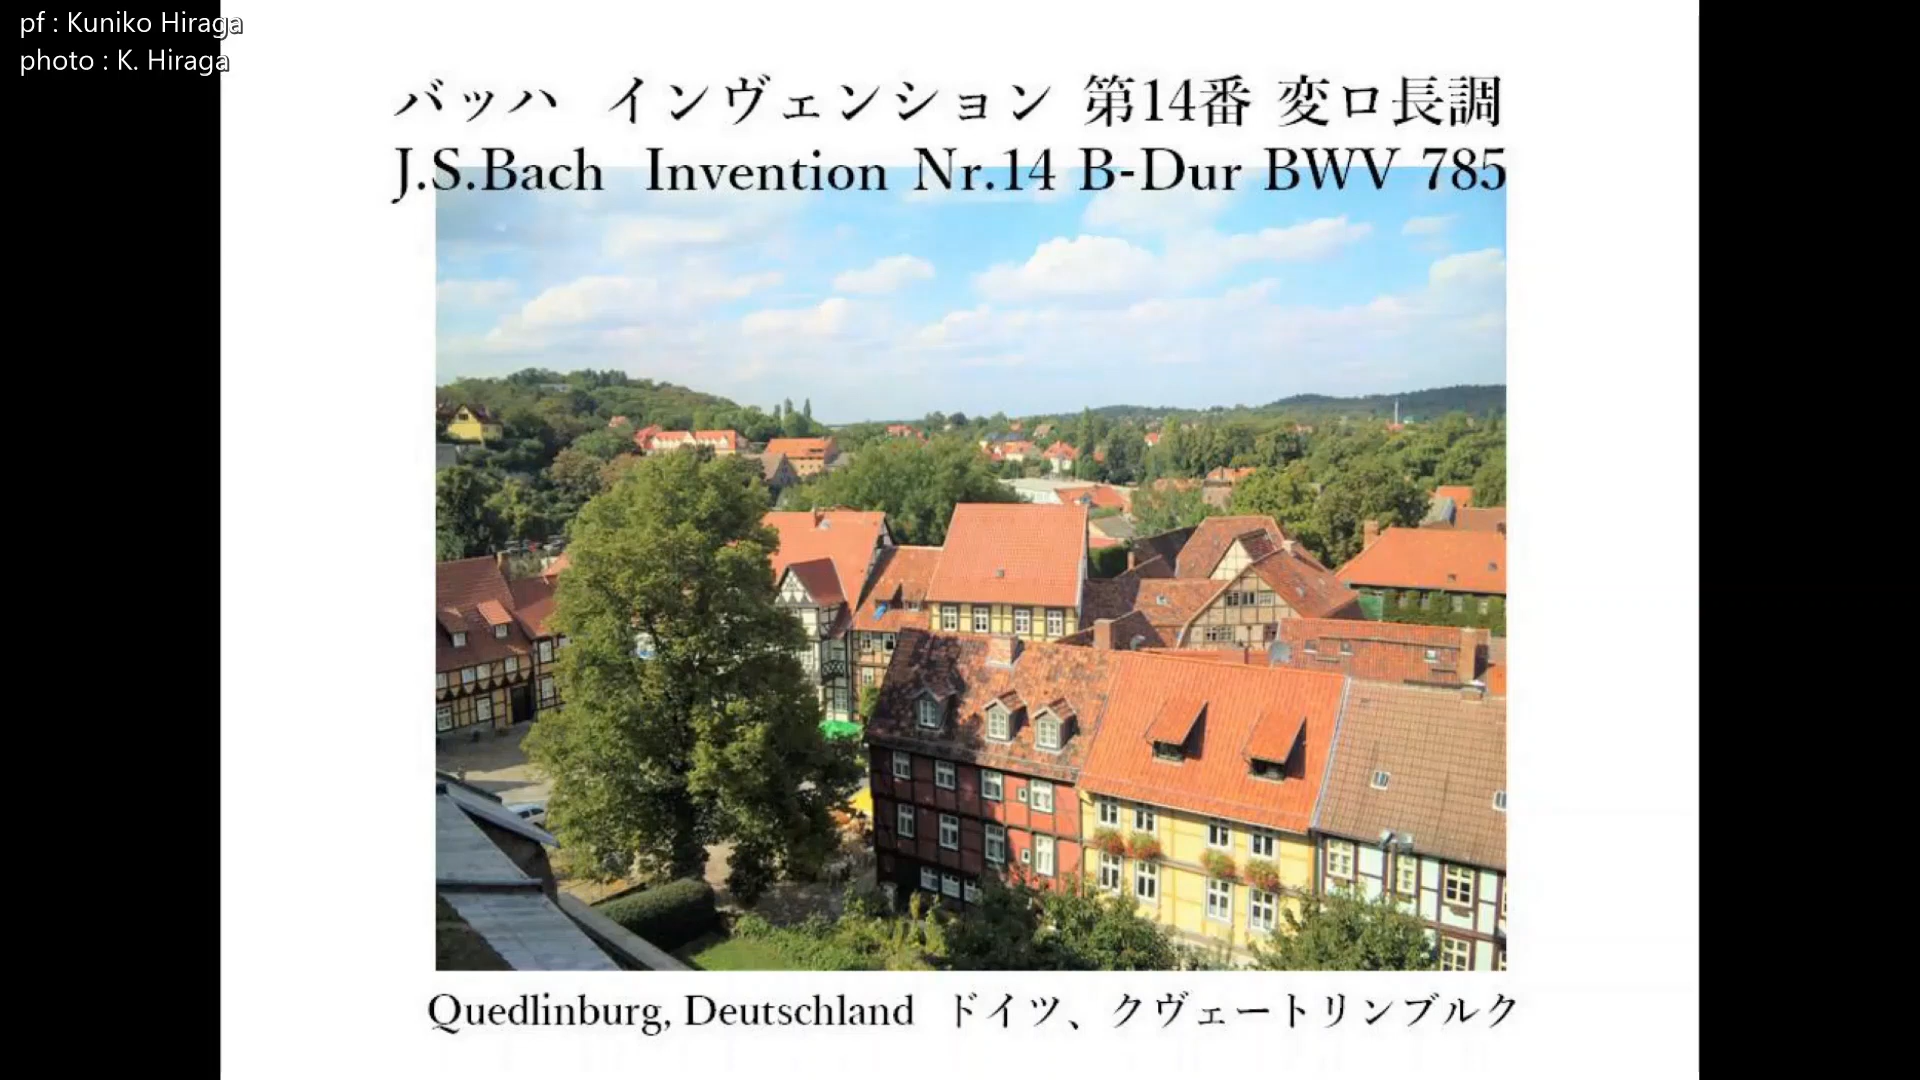 pf : Kuniko Hiraga
photo : K. Hiraga
バッハ インヴェンション 第14番 変ロ長調
J.S.Bach Invention Nr.14 B-Dur BWV 785
Quedlinburg, Deutschland ドイツ、クヴェートリンブルク